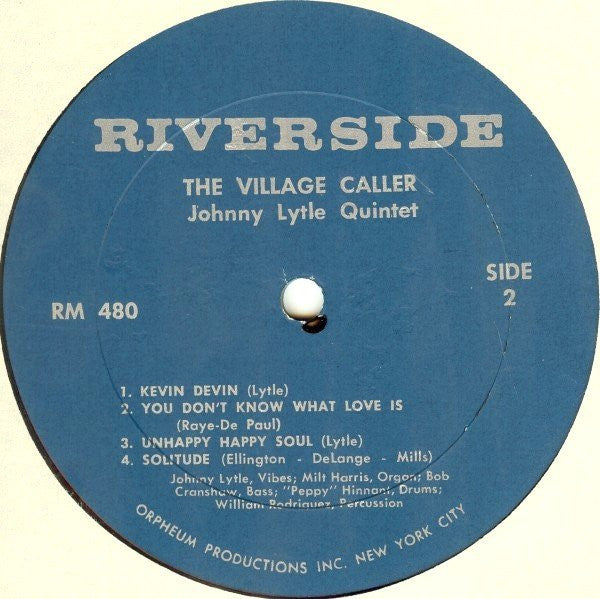 RIVERSIDE
THE VILLAGE CALLER
Johnny Lytle Quintet
SIDE
2
RM 480
1. KEVIN DEVIN (Lytle)
2. YOU DON'T KNOW WHAT LOVE IS
(Raye-De Paul)
3. UNHAPPY HAPPY SOUL (Lytle)
4. SOLITUDE (Ellington - DeLange - Mills)
Johnny Lytle, Vibes; Milt Harris, Organ; Bob
Cranshaw, Bass; "Peppy" Hinnant, Drums;
William Rodriquez, Percussion
ORPHEUM PRODUCTIONS INC. NEW YORK CITY